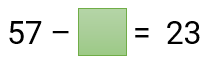 57 − = 23